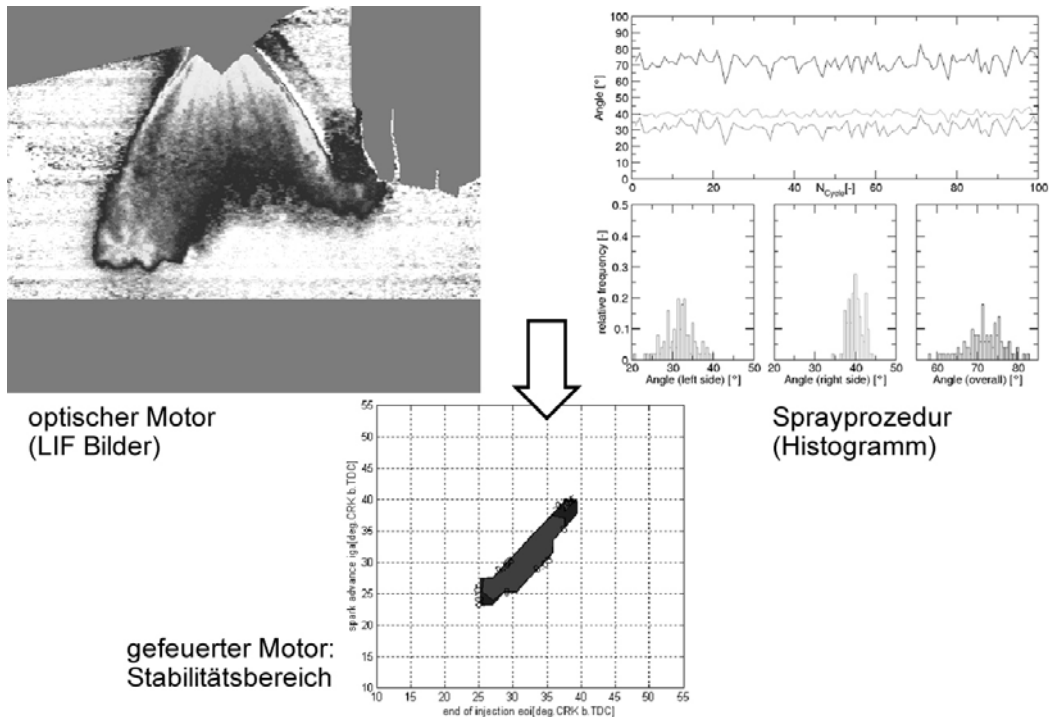 100
90
80
70
60
50
40
30
20
10
0
Angle [°]
0 20 40 60 80 100
N_Cycle[-]
0.5
0.4
0.3
0.2
0.1
0
relative frequency [-]
20 30 40 50
Angle (left side) [°]
20 30 40 50
Angle (right side) [°]
60 70 80
Angle (overall) [°]
optischer Motor
(LIF Bilder)
Sprayprozedur
(Histogramm)
55
50
45
40
35
30
25
20
15
10
spark advance iga[deg.CRK b.TDC]
10 15 20 25 30 35 40 45 50 55
end of injection eoi[deg.CRK b.TDC]
gefeuerter Motor:
Stabilitätsbereich